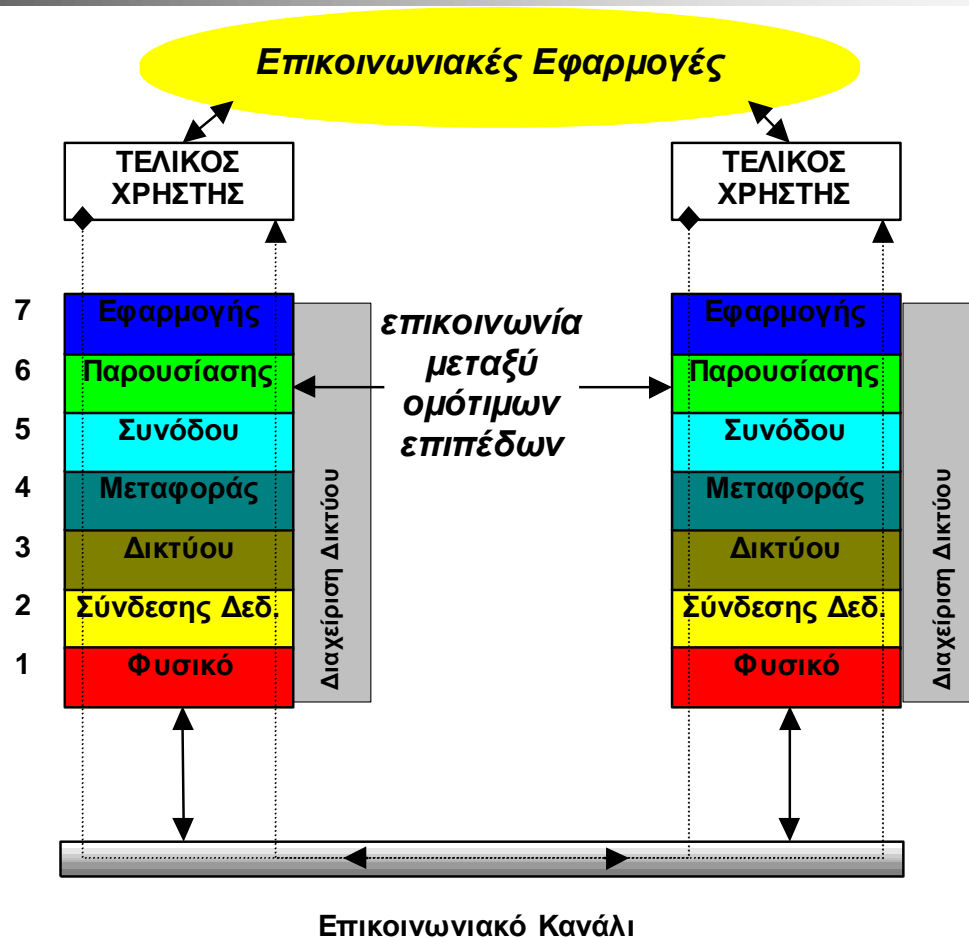 Επικοινωνιακές Εφαρμογές
ΤΕΛΙΚΟΣ
ΧΡΗΣΤΗΣ
ΤΕΛΙΚΟΣ
ΧΡΗΣΤΗΣ
7
Εφαρμογής
6
Παρουσίασης
5
Συνόδου
4
Μεταφοράς
3
Δικτύου
2
Σύνδεσης Δεδ.
1
Φυσικό
Διαχείριση Δικτύου
επικοινωνία
μεταξύ
ομότιμων
επιπέδων
Εφαρμογής
Παρουσίασης
Συνόδου
Μεταφοράς
Δικτύου
Σύνδεσης Δεδ.
Φυσικό
Διαχείριση Δικτύου
Επικοινωνιακό Κανάλι